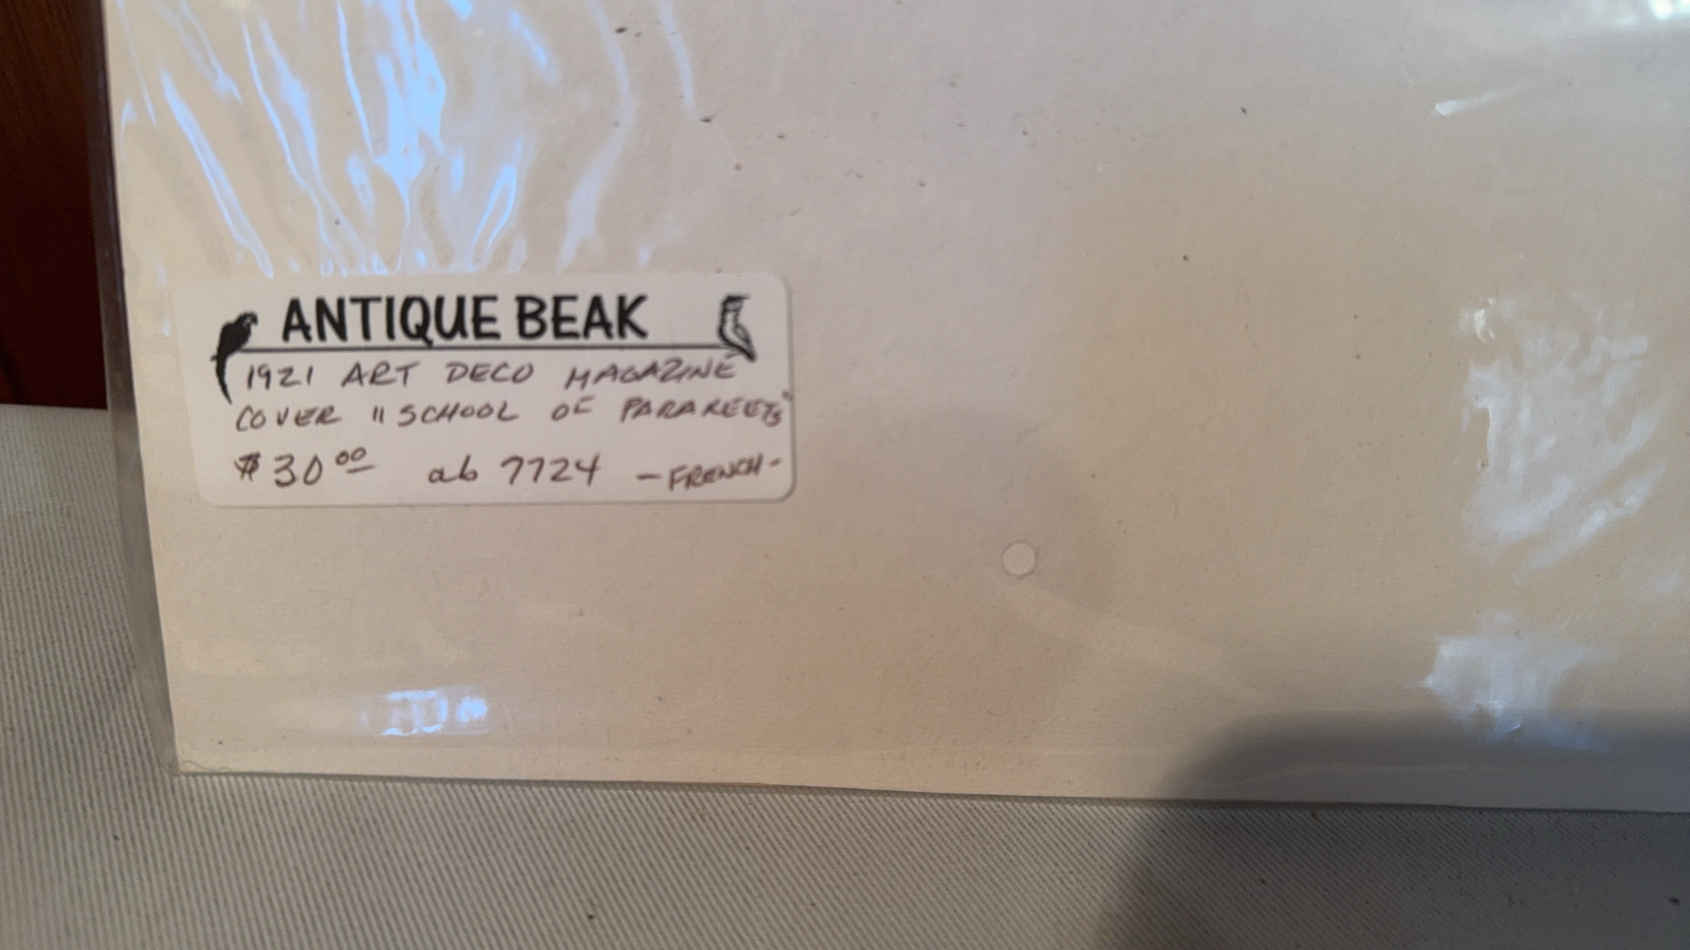 ANTIQUE BEAK
1921 ART DECO MAGAZINE
COVER "SCHOOL OF PARAKEETS"
$30.00 ab 7724 -FRENCH-